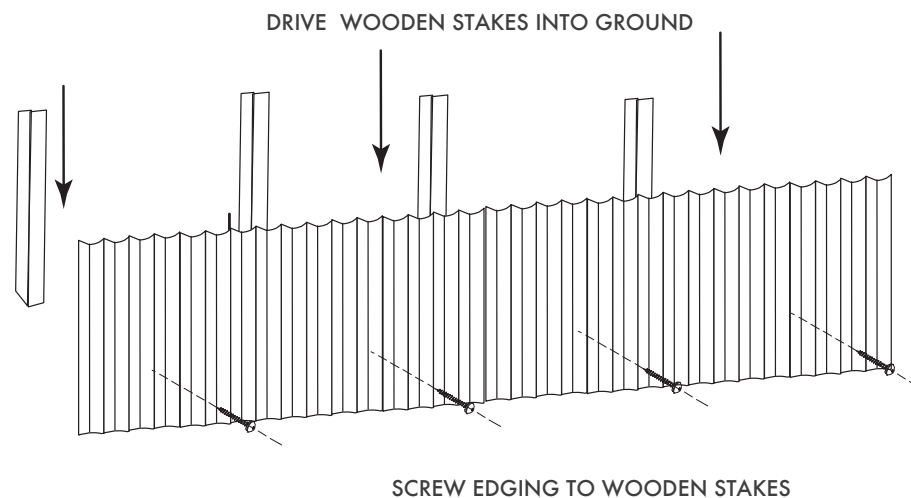 DRIVE WOODEN STAKES INTO GROUND
SCREW EDGING TO WOODEN STAKES